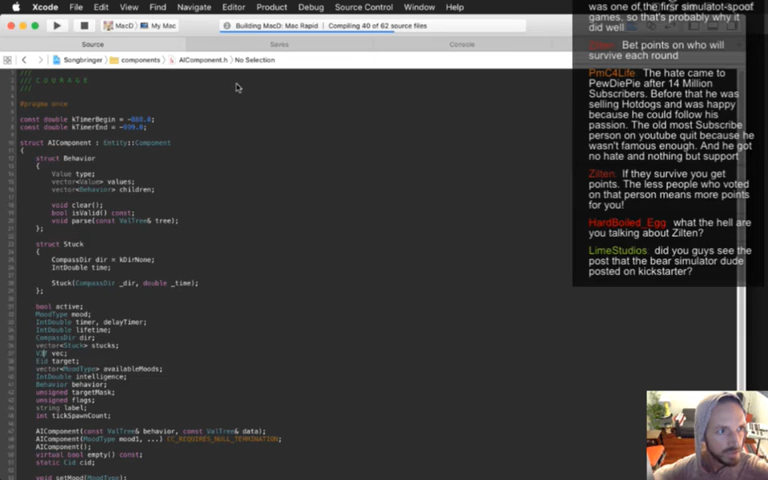 Xcode File Edit View Find Navigate Editor Product Debug Source Control Window Help
MacD My Mac
Building MacD: Mac Rapid Compiling 40 of 62 source files
Source Saves Console
Songbringer components AIComponent.h No Selection
///
/// C O U R A G E
///
#pragma once
const double kTimerBegin = -888.0;
const double kTimerEnd = -999.0;
struct AIComponent : Entity::Component
{
struct Behavior
{
Value type;
vector<Value> values;
vector<Behavior> children;
void clear();
bool isValid() const;
void parse(const ValTree& tree);
};
struct Stuck
{
CompassDir dir = kDirNone;
IntDouble time;
Stuck(CompassDir _dir, double _time);
};
bool active;
MoodType mood;
IntDouble timer, delayTimer;
IntDouble lifetime;
CompassDir dir;
vector<Stuck> stucks;
vec;
Eid target;
vector<MoodType> availableMoods;
IntDouble intelligence;
Behavior behavior;
unsigned targetMask;
unsigned flags;
string label;
int tickSpawnCount;
AIComponent(const ValTree& behavior, const ValTree& data);
AIComponent(MoodType mood1, ...) CC_REQUIRES_NULL_TERMINATION;
AIComponent();
virtual bool empty() const;
static Cid cid;
void setMood(MoodType);
was one of the first simulator-spoof
games, so that's probably why it
did well
Zilten: Bet points on who will
survive each round
PmC4Life: The hate came to
PewDiePie after 14 Million
Subscribers. Before that he was
selling Hotdogs and was happy
because he could follow his
passion. The old most Subscribe
person on youtube quit because he
wasn't famous enough. And he got
no hate and nothing but support
Zilten: If they survive you get
points. The less people who voted
on that person means more points
for you!
HardBoiled_Egg: what the hell are
you talking about Zilten?
LimeStudios: did you guys see the
post that the bear simulator dude
posted on kickstarter?